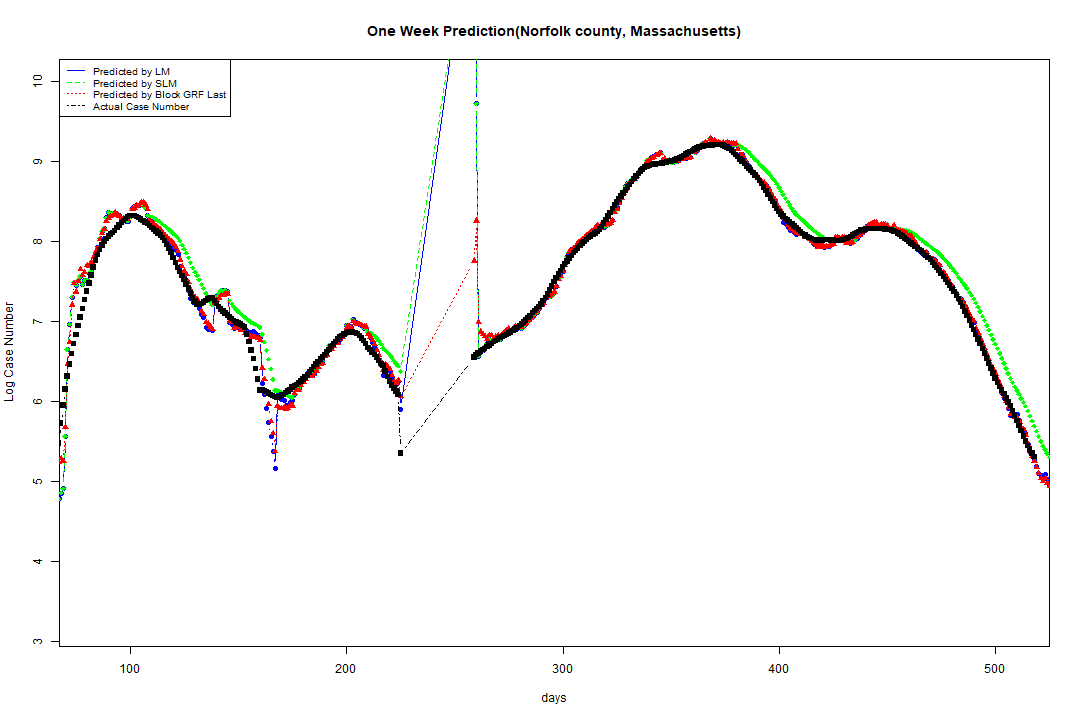 One Week Prediction(Norfolk county, Massachusetts)
Predicted by LM
Predicted by SLM
Predicted by Block GRF Last
Actual Case Number
Log Case Number
10
9
8
7
6
5
4
3
100 200 300 400 500
days